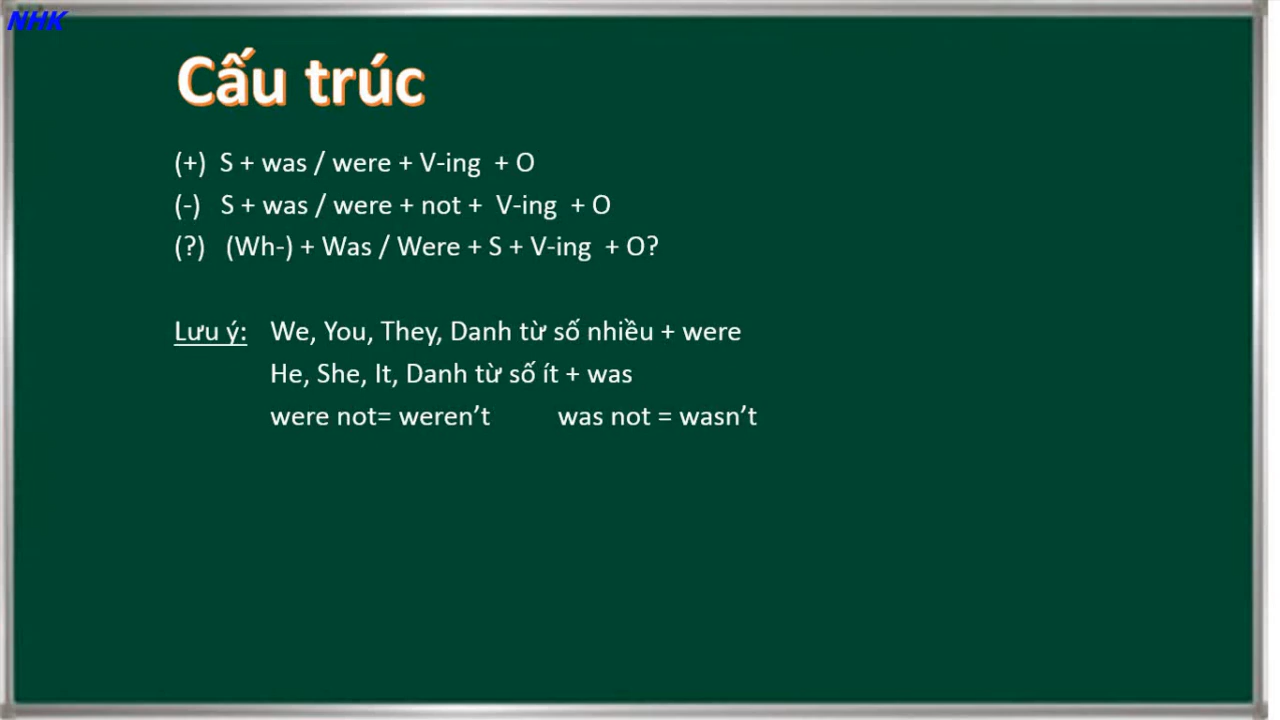 NHK
Cấu trúc
(+) S + was / were + V-ing + O
(-) S + was / were + not + V-ing + O
(?) (Wh-) + Was / Were + S + V-ing + O?
Lưu ý: We, You, They, Danh từ số nhiều + were
He, She, It, Danh từ số ít + was
were not= weren’t was not = wasn’t